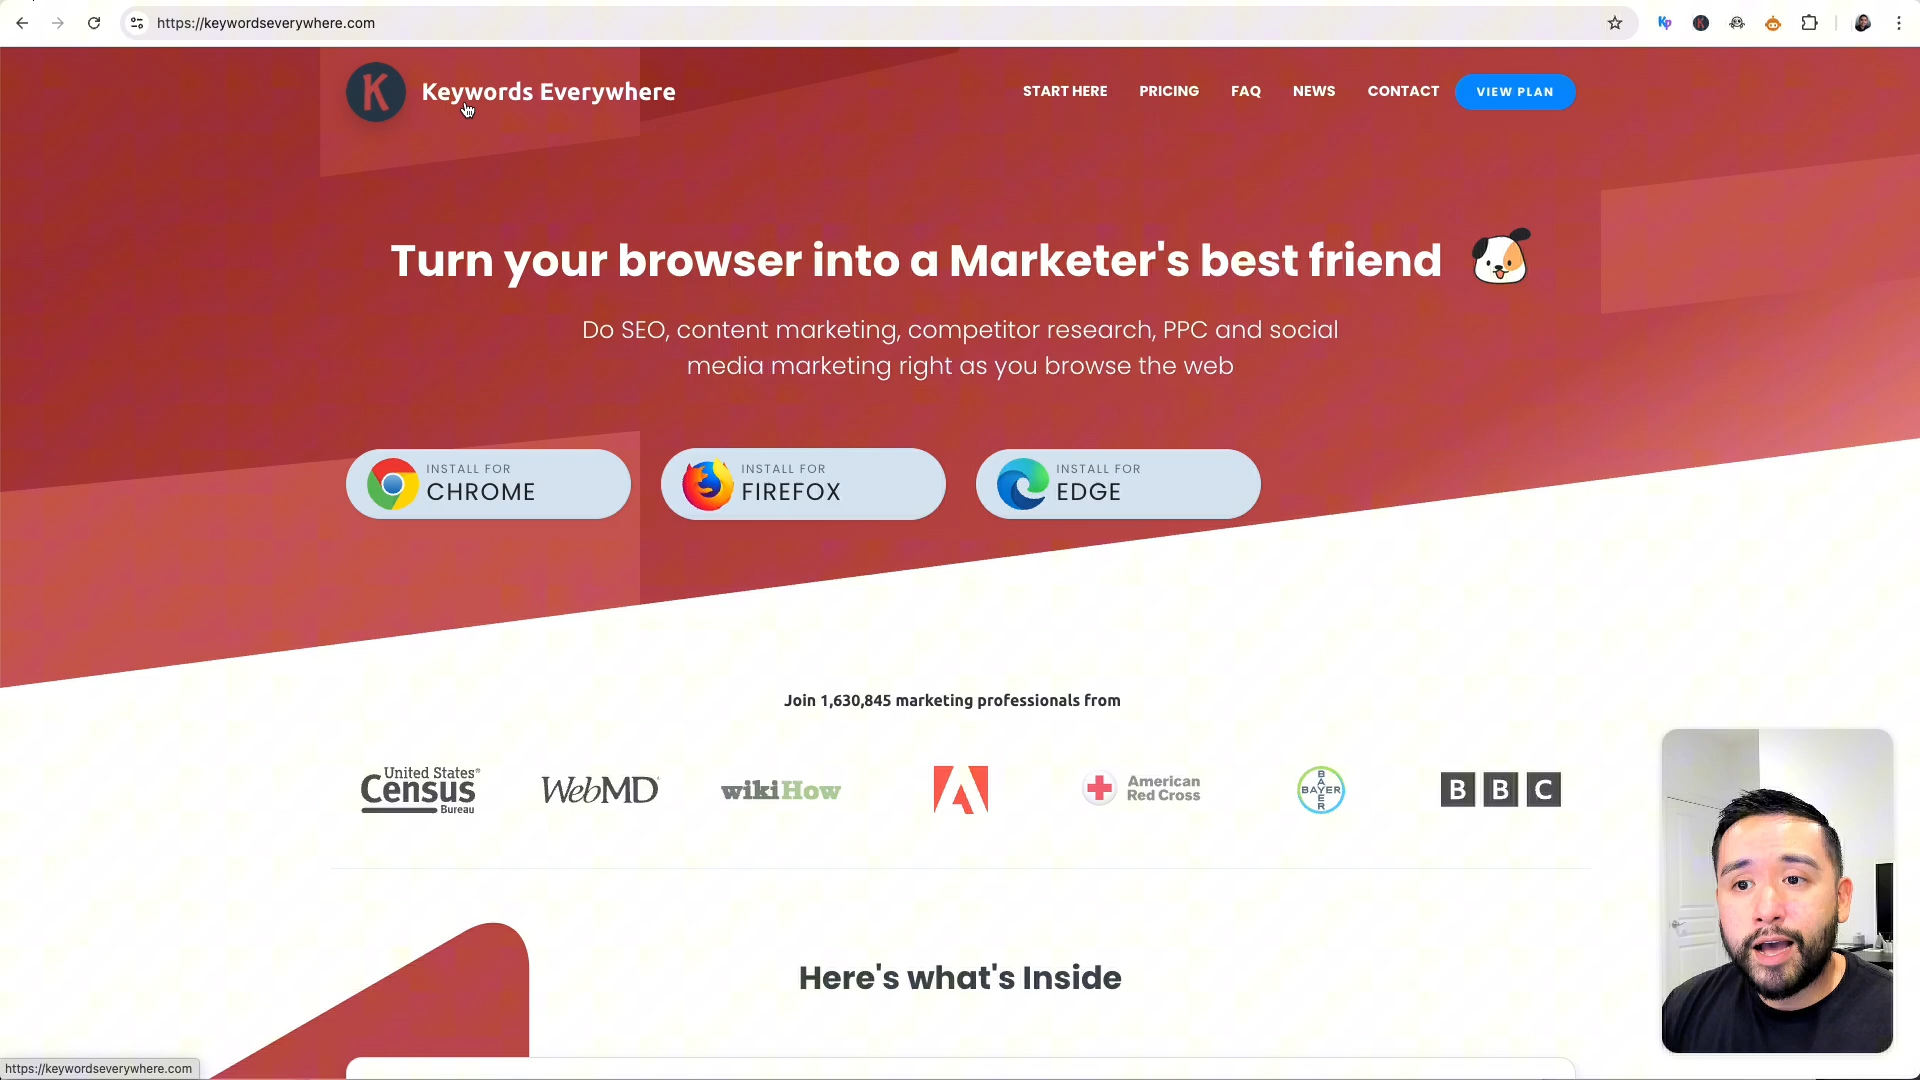 https://keywordseverywhere.com
Kp
K
K
Keywords Everywhere
START HERE
PRICING
FAQ
NEWS
CONTACT
VIEW PLAN
Turn your browser into a Marketer's best friend
Do SEO, content marketing, competitor research, PPC and social
media marketing right as you browse the web
INSTALL FOR
CHROME
INSTALL FOR
FIREFOX
INSTALL FOR
EDGE
Join 1,630,845 marketing professionals from
United States®
Census
Bureau
WebMD
wikiHow
American
Red Cross
BAYER
BAYER
BBC
Here's what's Inside
https://keywordseverywhere.com